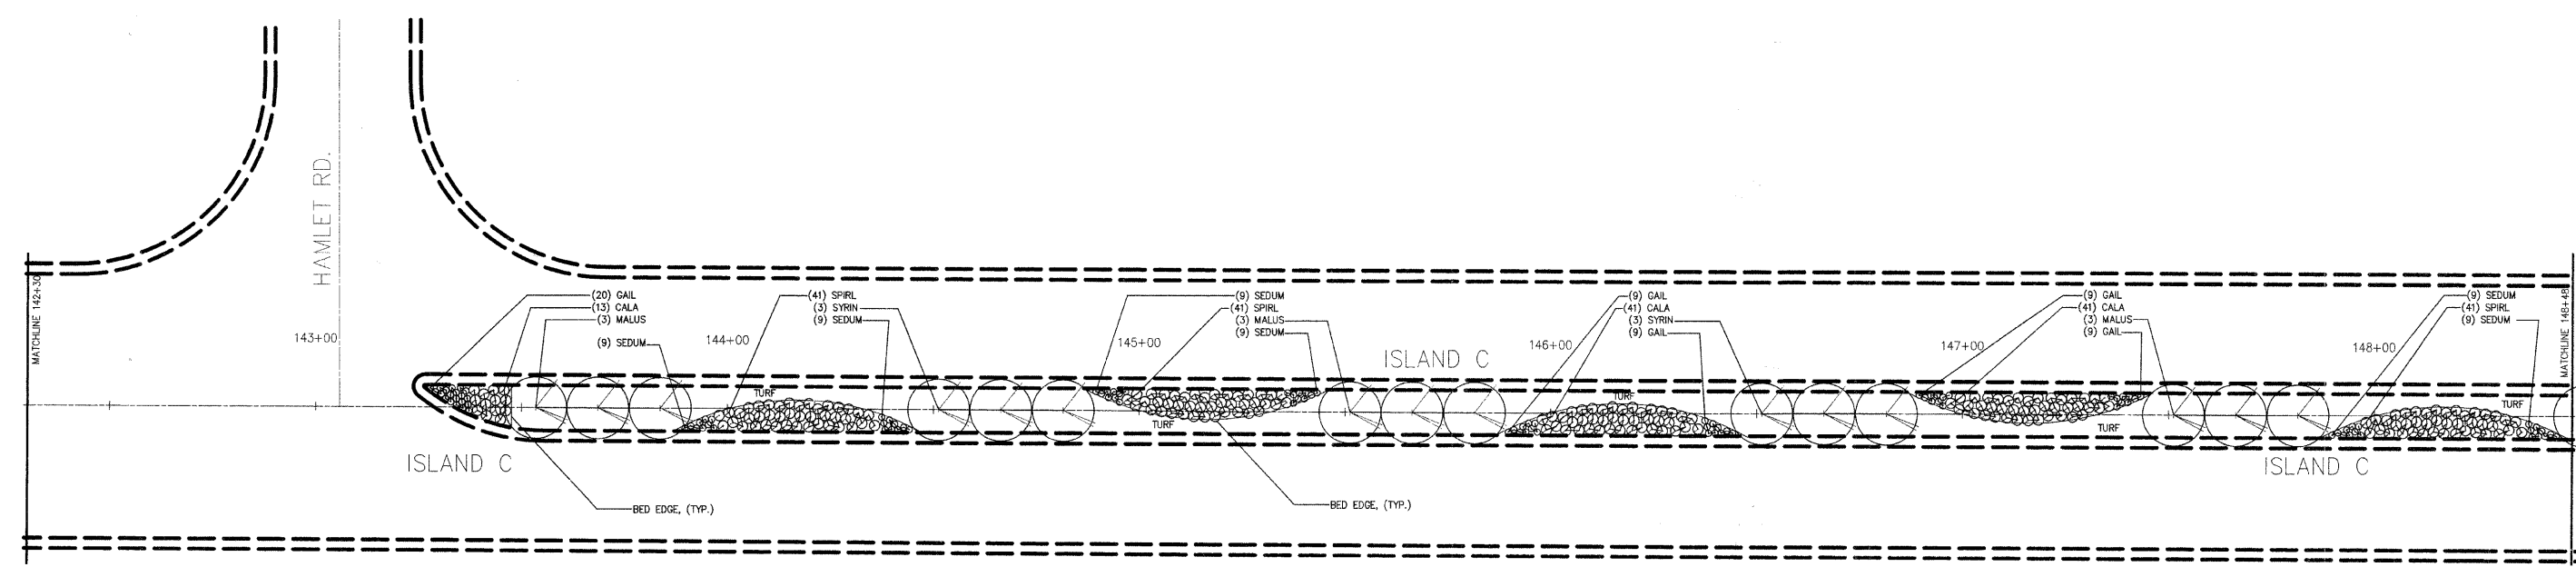 HAMLET RD.
MATCHLINE 142+30
143+00
(20) GAIL
(13) CALA
(3) MALUS
(9) SEDUM
144+00
(41) SPIRL
(3) SYRIN
(9) SEDUM
TURF
ISLAND C
BED EDGE, (TYP.)
145+00
(9) SEDUM
(41) SPIRL
(3) MALUS
(9) SEDUM
TURF
BED EDGE, (TYP.)
ISLAND C
146+00
(9) GAIL
(41) CALA
(3) SYRIN
(9) GAIL
TURF
147+00
(9) GAIL
(41) CALA
(3) MALUS
(9) GAIL
TURF
148+00
(9) SEDUM
(41) SPIRL
(9) SEDUM
TURF
ISLAND C
MATCHLINE 148+48